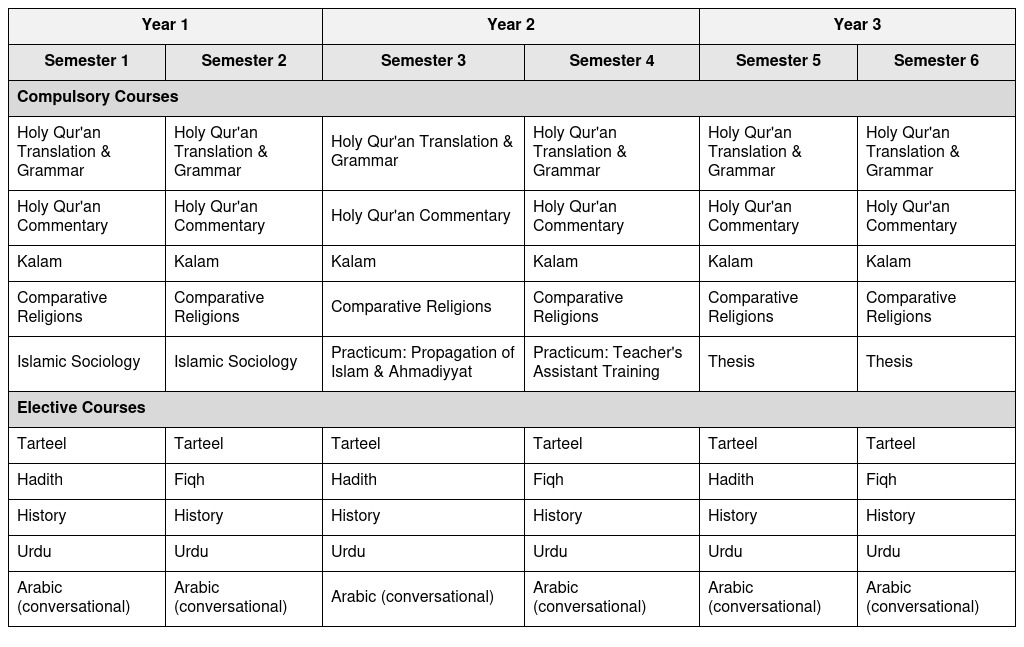 Year 1 Year 2 Year 3
Semester 1 Semester 2 Semester 3 Semester 4 Semester 5 Semester 6
Compulsory Courses
Holy Qur'an Translation & Grammar Holy Qur'an Translation & Grammar Holy Qur'an Translation & Grammar Holy Qur'an Translation & Grammar Holy Qur'an Translation & Grammar Holy Qur'an Translation & Grammar
Holy Qur'an Commentary Holy Qur'an Commentary Holy Qur'an Commentary Holy Qur'an Commentary Holy Qur'an Commentary Holy Qur'an Commentary
Kalam Kalam Kalam Kalam Kalam Kalam
Comparative Religions Comparative Religions Comparative Religions Comparative Religions Comparative Religions Comparative Religions
Islamic Sociology Islamic Sociology Practicum: Propagation of Islam & Ahmadiyyat Practicum: Teacher's Assistant Training Thesis Thesis
Elective Courses
Tarteel Tarteel Tarteel Tarteel Tarteel Tarteel
Hadith Fiqh Hadith Fiqh Hadith Fiqh
History History History History History History
Urdu Urdu Urdu Urdu Urdu Urdu
Arabic (conversational) Arabic (conversational) Arabic (conversational) Arabic (conversational) Arabic (conversational) Arabic (conversational)